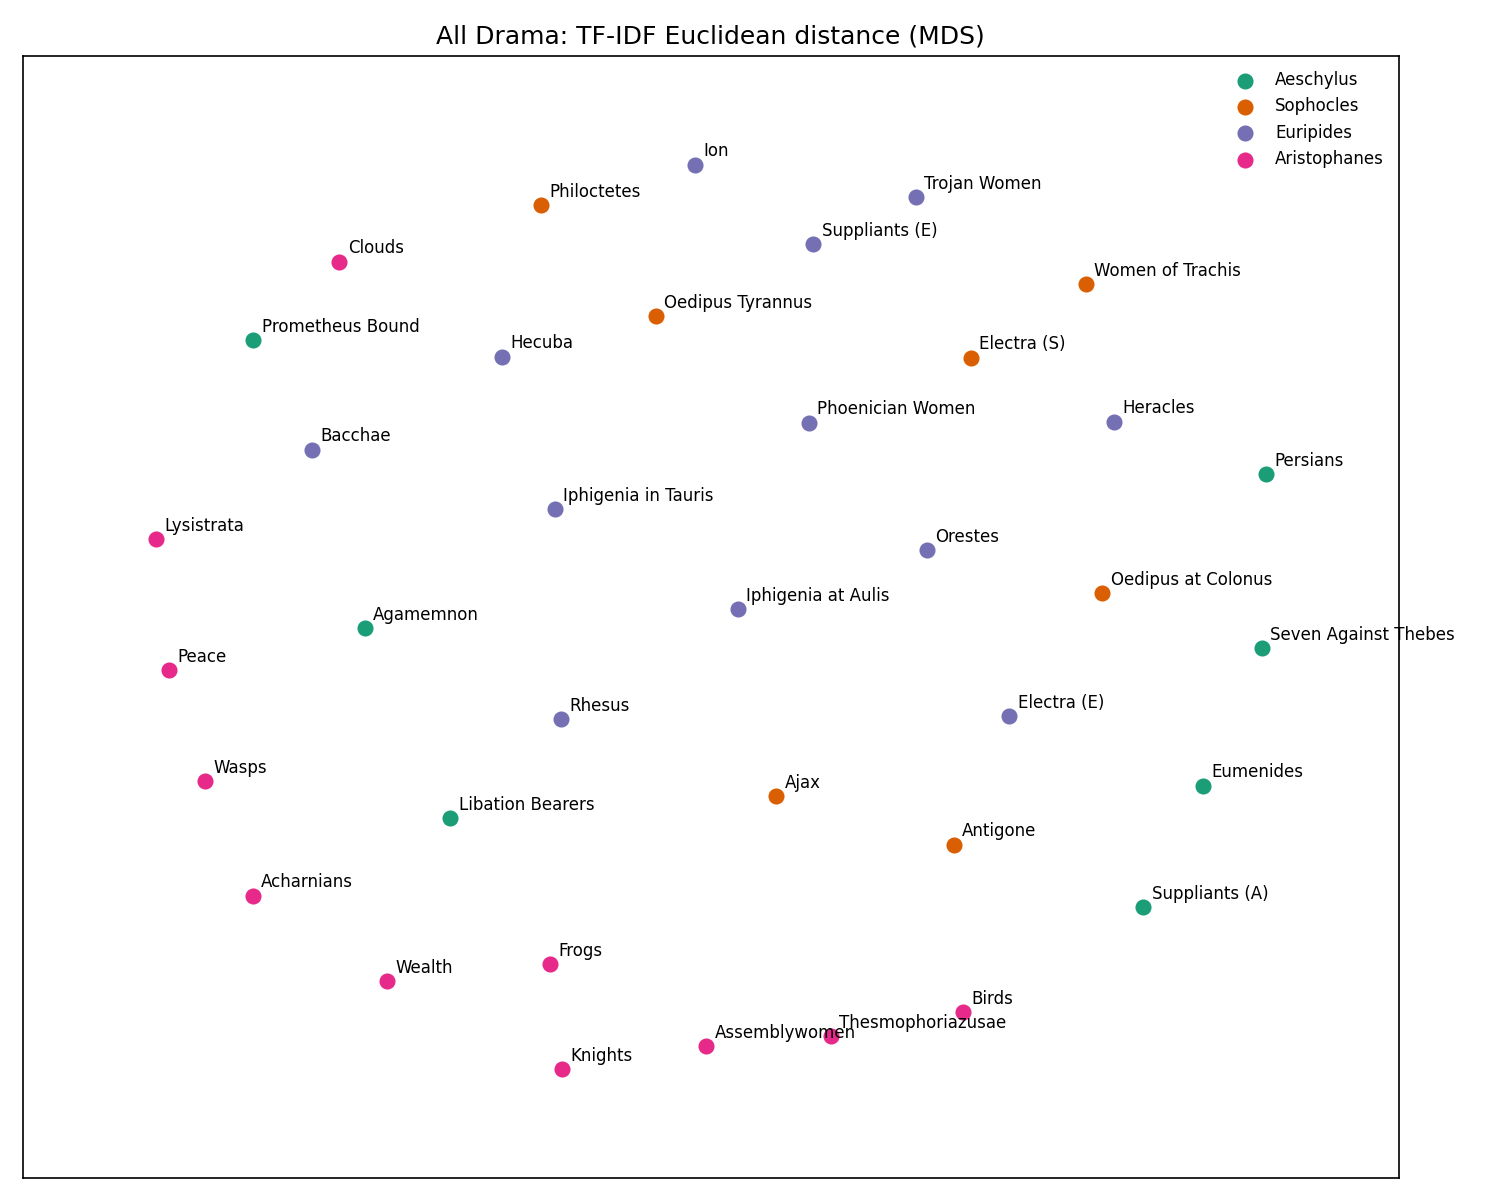 All Drama: TF-IDF Euclidean distance (MDS)
Aeschylus
Sophocles
Euripides
Aristophanes
Ion
Trojan Women
Philoctetes
Suppliants (E)
Clouds
Women of Trachis
Oedipus Tyrannus
Prometheus Bound
Hecuba
Electra (S)
Phoenician Women
Heracles
Bacchae
Persians
Iphigenia in Tauris
Lysistrata
Orestes
Oedipus at Colonus
Iphigenia at Aulis
Agamemnon
Seven Against Thebes
Peace
Rhesus
Electra (E)
Wasps
Eumenides
Ajax
Libation Bearers
Antigone
Acharnians
Suppliants (A)
Frogs
Wealth
Birds
Thesmophoriazusae
Assemblywomen
Knights